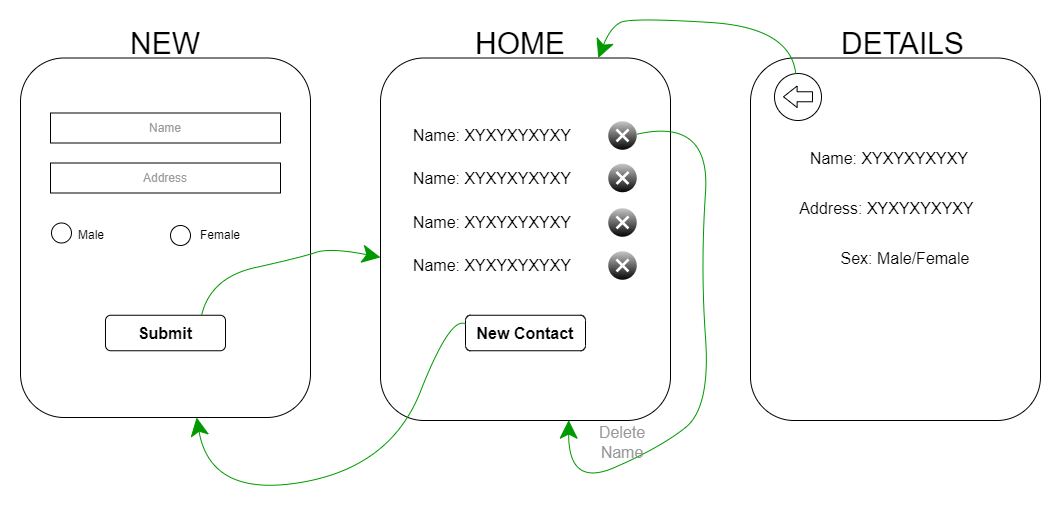 NEW
Name
Address
Male
Female
Submit
HOME
Name: XYXYXYXYXY
Name: XYXYXYXYXY
Name: XYXYXYXYXY
Name: XYXYXYXYXY
New Contact
Delete
Name
DETAILS
Name: XYXYXYXYXY
Address: XYXYXYXYXY
Sex: Male/Female